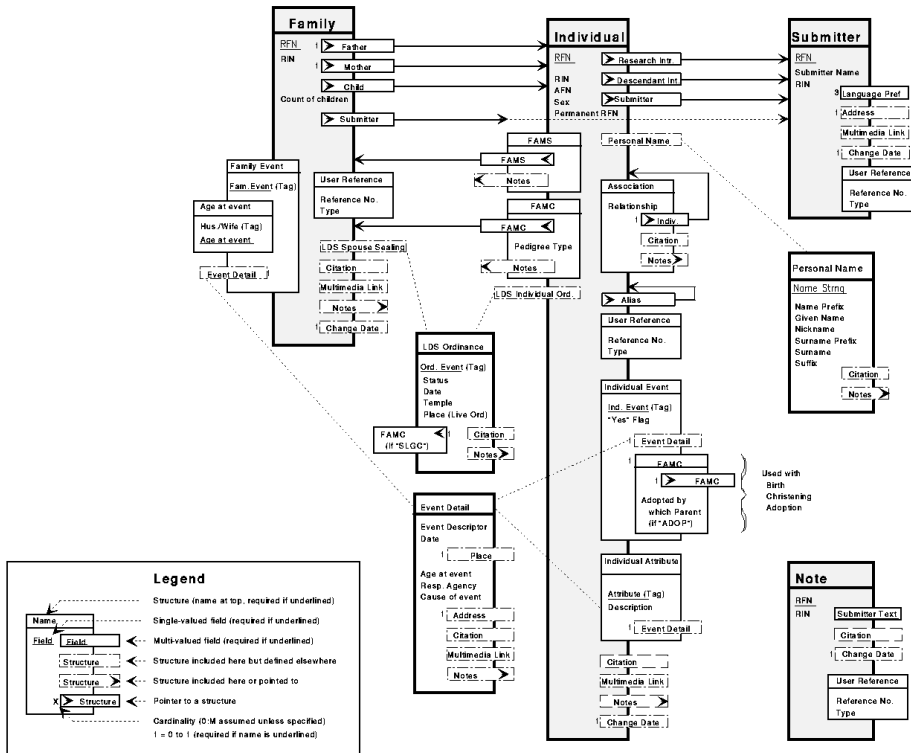 Family
RFN
1 Father
RIN
1 Mother
Child
Count of children
Submitter
Family Event
Fam. Event (Tag)
Age at event
Hus./Wife (Tag)
Age at event
Event Detail 1
User Reference
Reference No.
Type
LDS Spouse Sealing
Citation
Multimedia Link
Notes
1 Change Date
FAMS
FAMS
Notes
FAMC
FAMC
Pedigree Type
Notes
LDS Individual Ord
LDS Ordinance
Ord. Event (Tag)
Status
Date
Temple
Place (Live Ord)
FAMC 1
(if "SLGC")
Citation
Notes
Event Detail
Event Descriptor
Date
1 Place
Age at event
Resp. Agency
Cause of event
1 Address
Citation
Multimedia Link
Notes
Individual
RFN
Research Intr.
RIN
Descendant Int
AFN
Sex
Submitter
Permanent RFN
Personal Name
Association
Relationship
1 Indiv.
Citation
Notes
Alias
User Reference
Reference No.
Type
Individual Event
Ind. Event (Tag)
"Yes" Flag
1 Event Detail
1 FAMC
1 FAMC
Adopted by
which Parent
(if "ADOP")
Used with
Birth
Christening
Adoption
Individual Attribute
Attribute (Tag)
Description
1 Event Detail
Citation
Multimedia Link
Notes
1 Change Date
Submitter
RFN
Submitter Name
RIN
3 Language Pref
1 Address
Multimedia Link
1 Change Date
User Reference
Reference No.
Type
Personal Name
Name Strng
Name Prefix
Given Name
Nickname
Surname Prefix
Surname
Suffix
Citation
Notes
Note
RFN
RIN
Submitter Text
Citation
1 Change Date
User Reference
Reference No.
Type
Legend
Structure (name at top, required if underlined)
Name
Single-valued field (required if underlined)
Field
Field
Multi-valued field (required if underlined)
Structure
Structure included here but defined elsewhere
Structure
Structure included here or pointed to
X Structure
Pointer to a structure
Cardinality (0:M assumed unless specified)
1 = 0 to 1 (required if name is underlined)